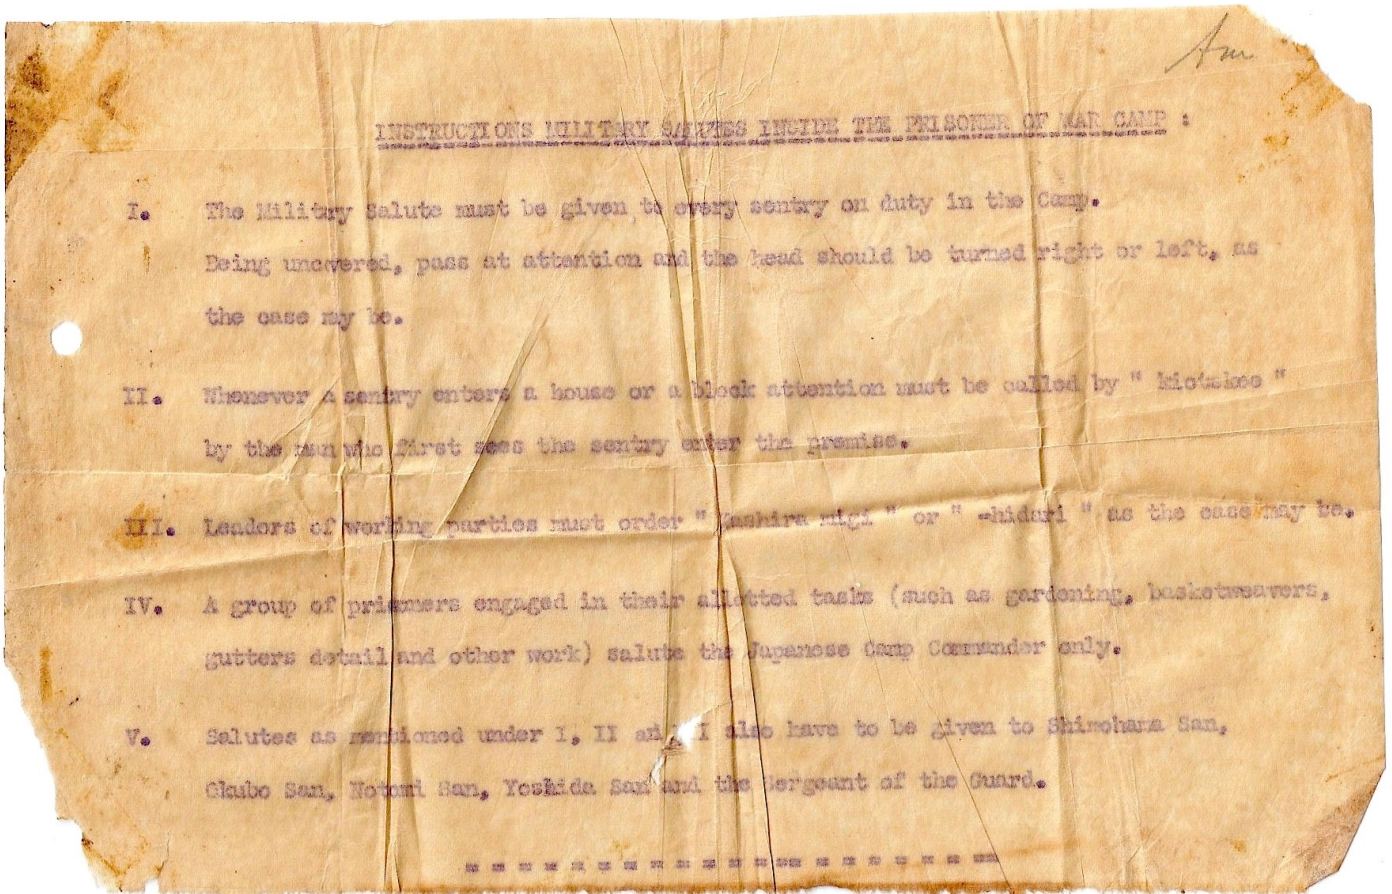 Am
INSTRUCTIONS MILITARY SALUTES INCIDE THE PRISONER OF WAR CAMP :
I. The Military Salute must be given to every sentry on duty in the Camp.
Being uncovered, pass at attention and the head should be turned right or left, as
the case may be.
II. Whenever a sentry enters a house or a block attention must be called by " kiotskee "
by the man who first sees the sentry enter the premise.
III. Leaders of working parties must order " Kashira migi " or " -hidari " as the case may be.
IV. A group of prisoners engaged in their allotted tasks (such as gardening, basketweavers,
gutters detail and other work) salute the Japanese Camp Commander only.
V. Salutes as mentioned under I, II an I also have to be given to Shimohama San,
Okubo San, Notomi San, Yoshida San and the Sergeant of the Guard.